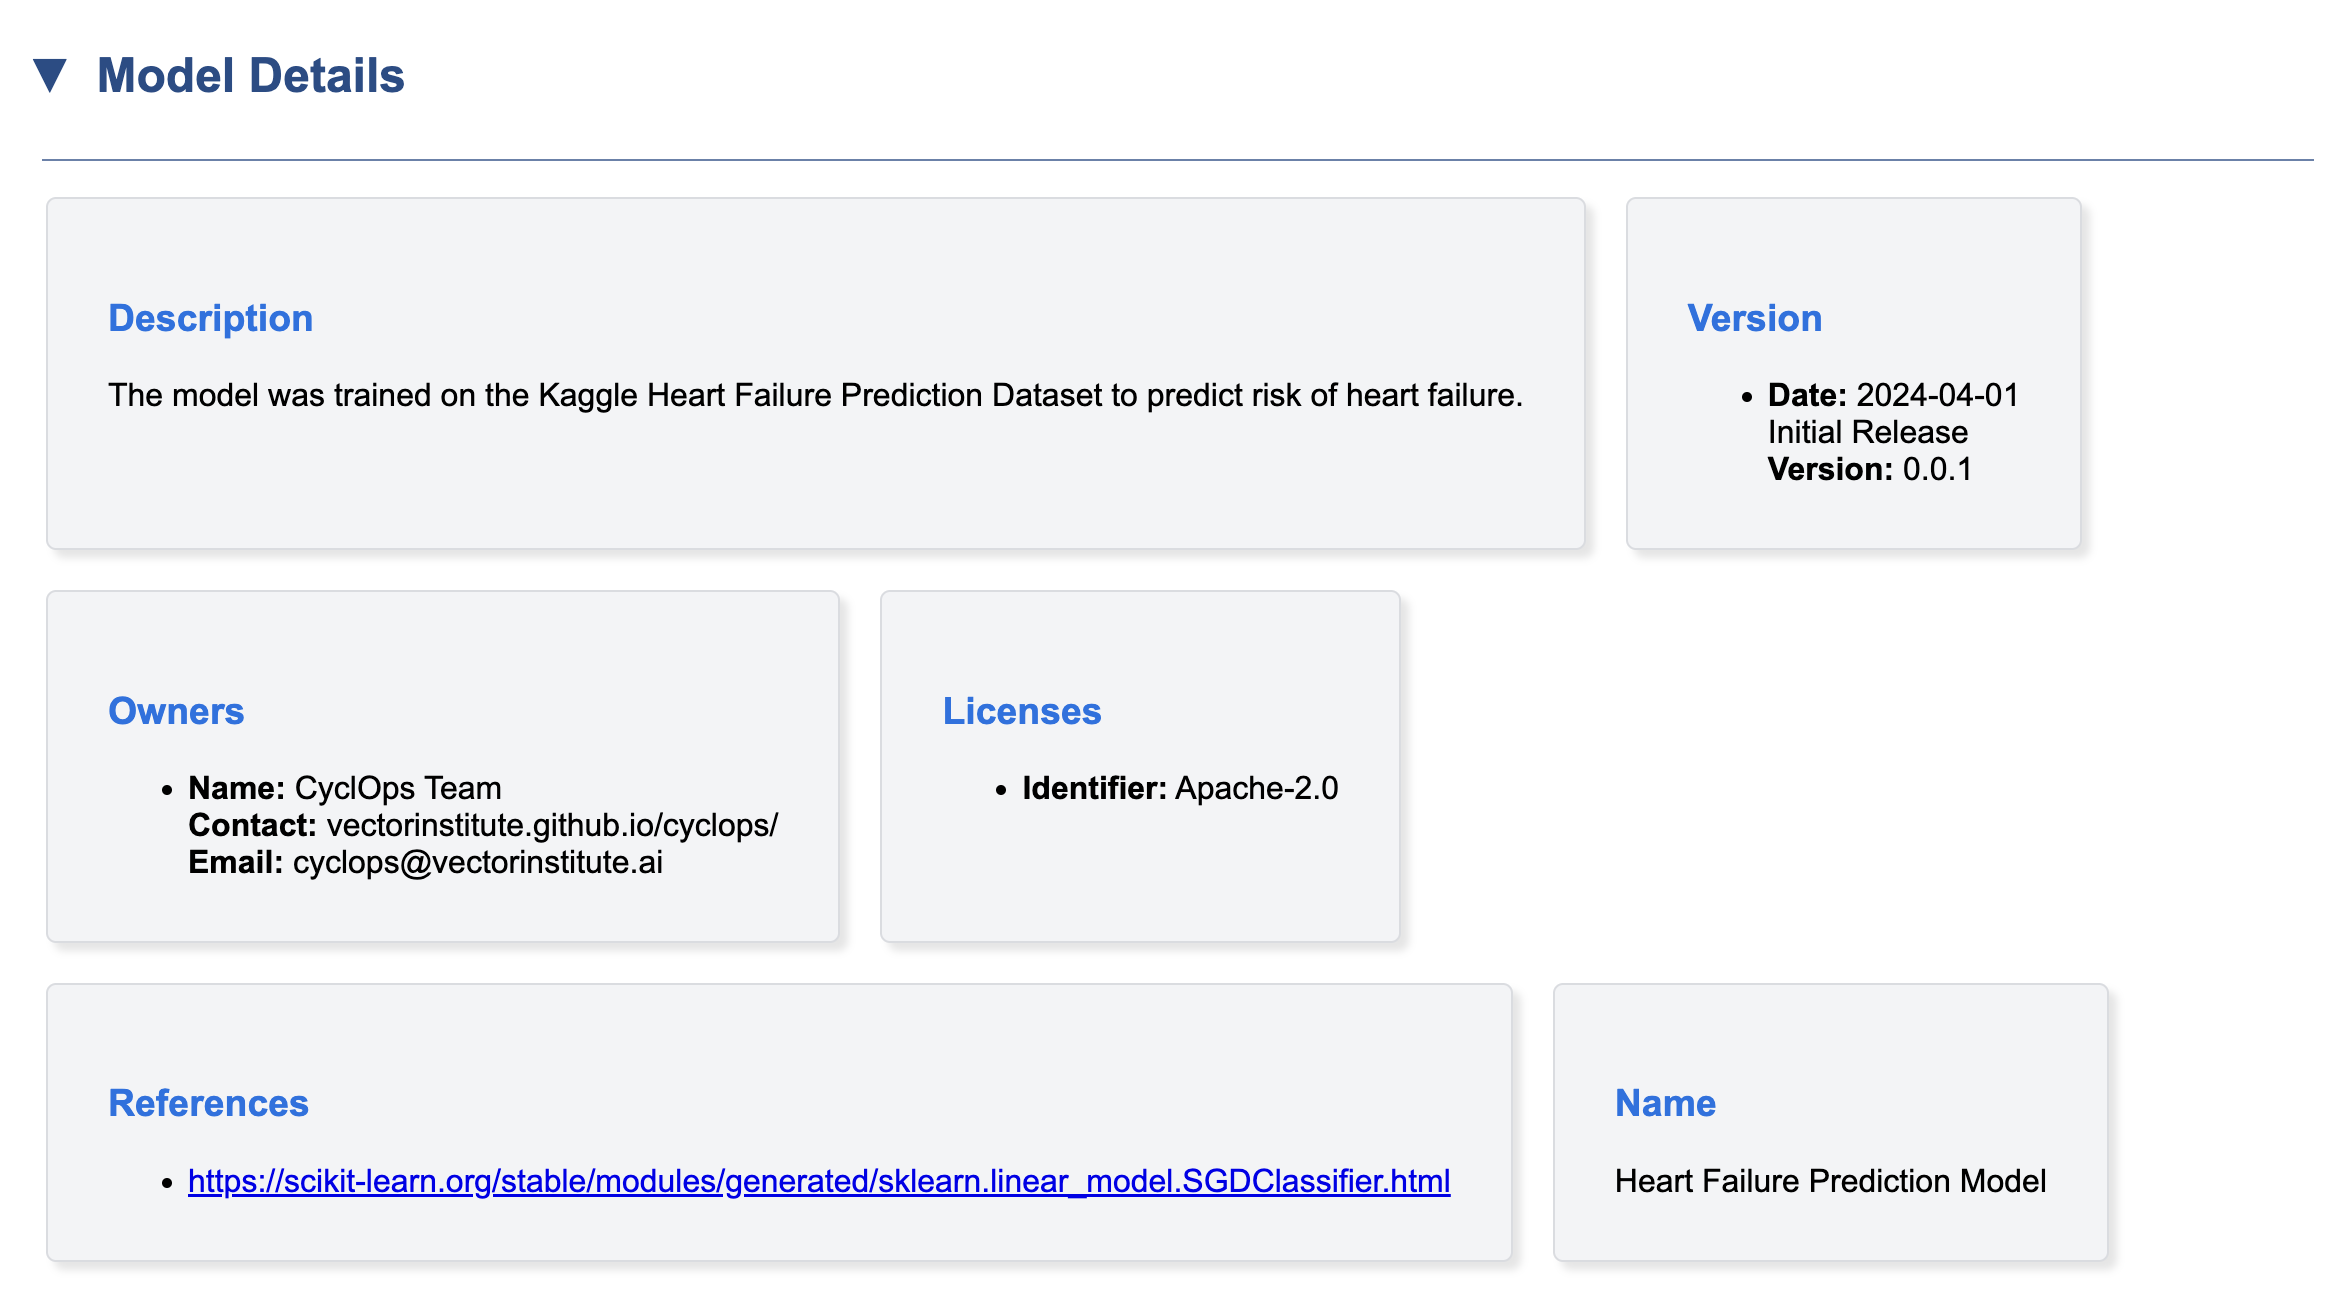 ▼ Model Details
Description
The model was trained on the Kaggle Heart Failure Prediction Dataset to predict risk of heart failure.
Version
• Date: 2024-04-01
Initial Release
Version: 0.0.1
Owners
• Name: CyclOps Team
Contact: vectorinstitute.github.io/cyclops/
Email: cyclops@vectorinstitute.ai
Licenses
• Identifier: Apache-2.0
References
• https://scikit-learn.org/stable/modules/generated/sklearn.linear_model.SGDClassifier.html
Name
Heart Failure Prediction Model